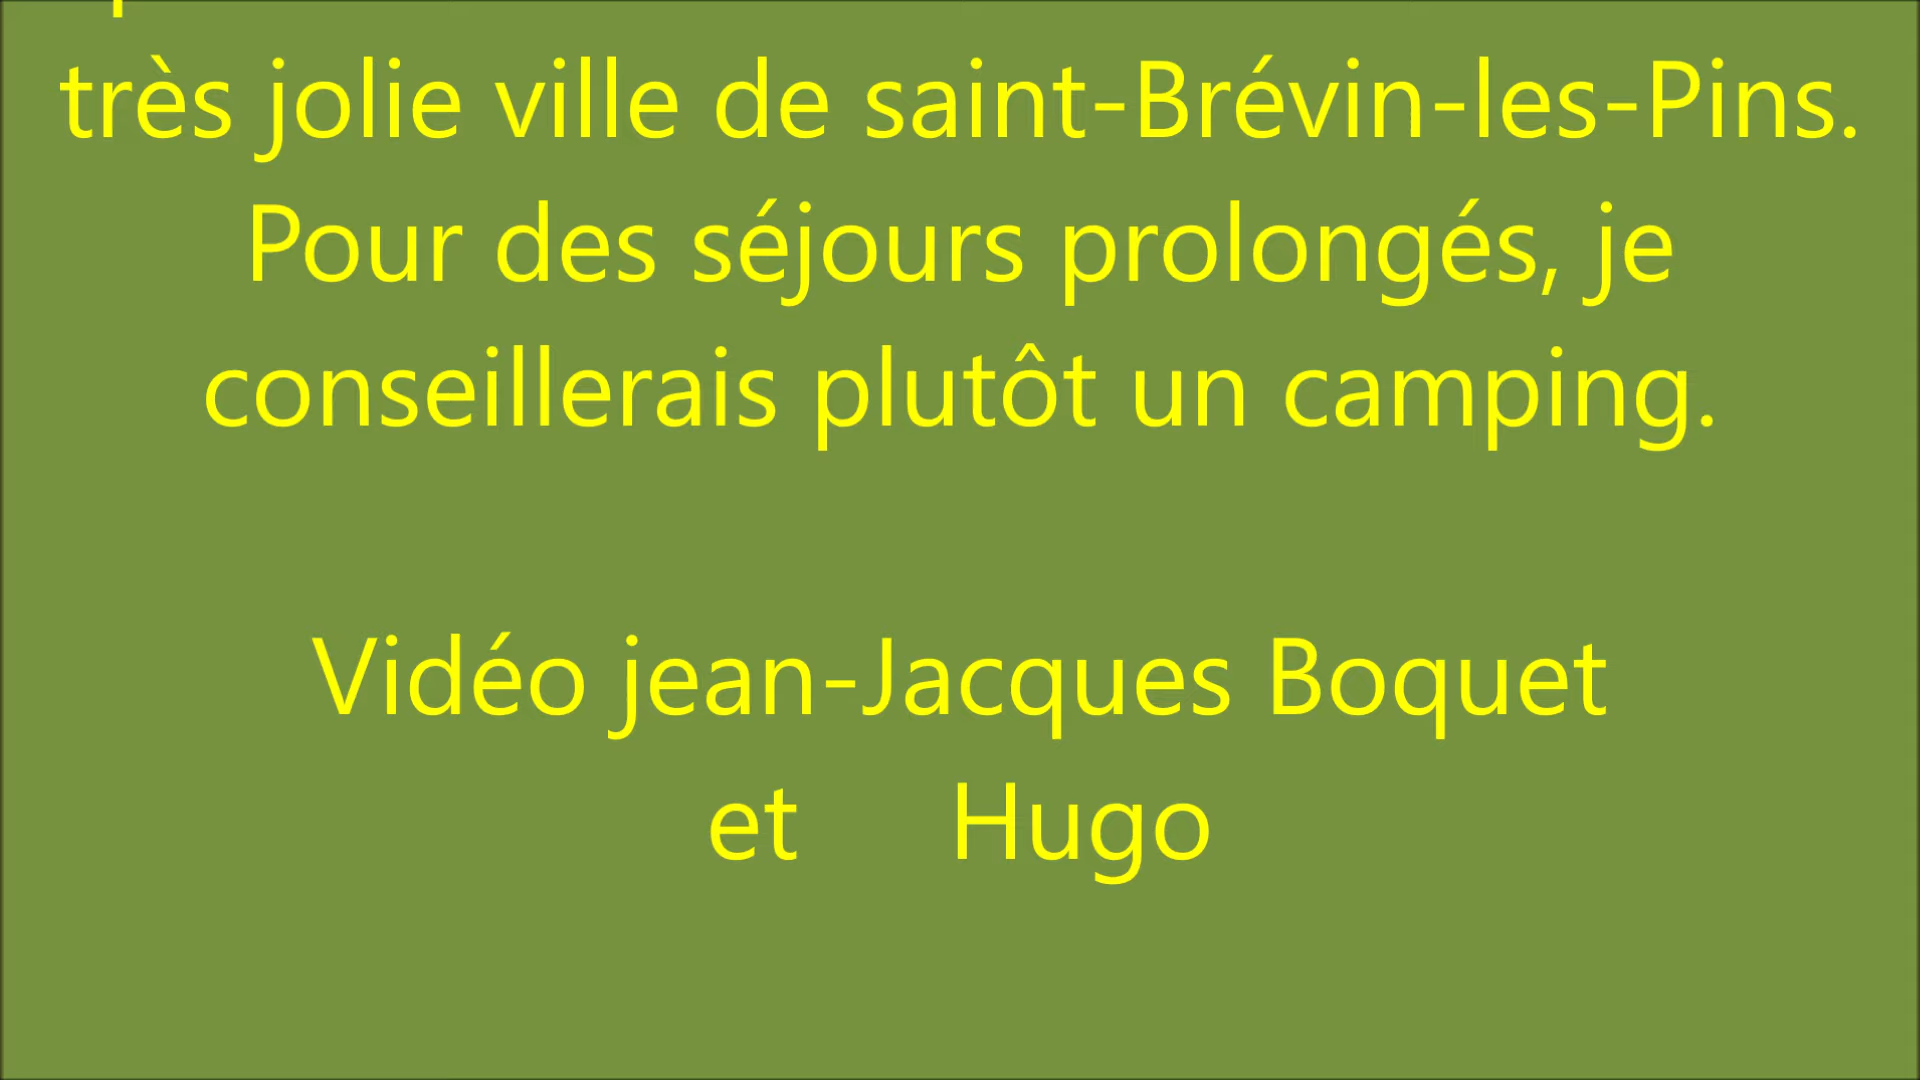 très jolie ville de saint-Brévin-les-Pins.
Pour des séjours prolongés, je
conseillerais plutôt un camping.
Vidéo jean-Jacques Boquet
et Hugo